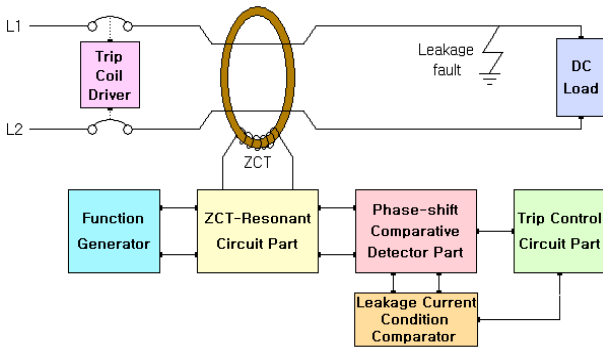 L1
Trip
Coil
Driver
L2
ZCT
Leakage
fault
DC
Load
Function
Generator
ZCT-Resonant
Circuit Part
Phase-shift
Comparative
Detector Part
Trip Control
Circuit Part
Leakage Current
Condition
Comparator